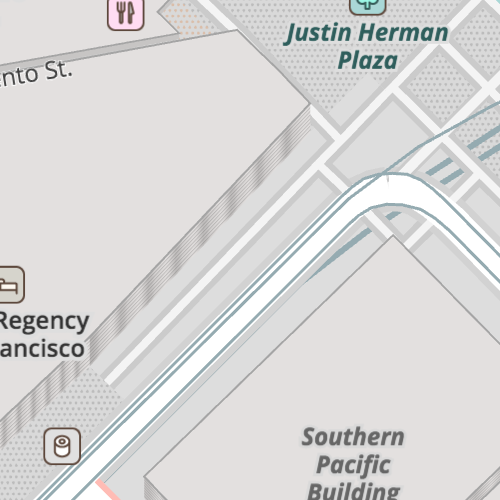 Justin Herman
Plaza
nto St.
Regency
ancisco
Southern
Pacific
Building